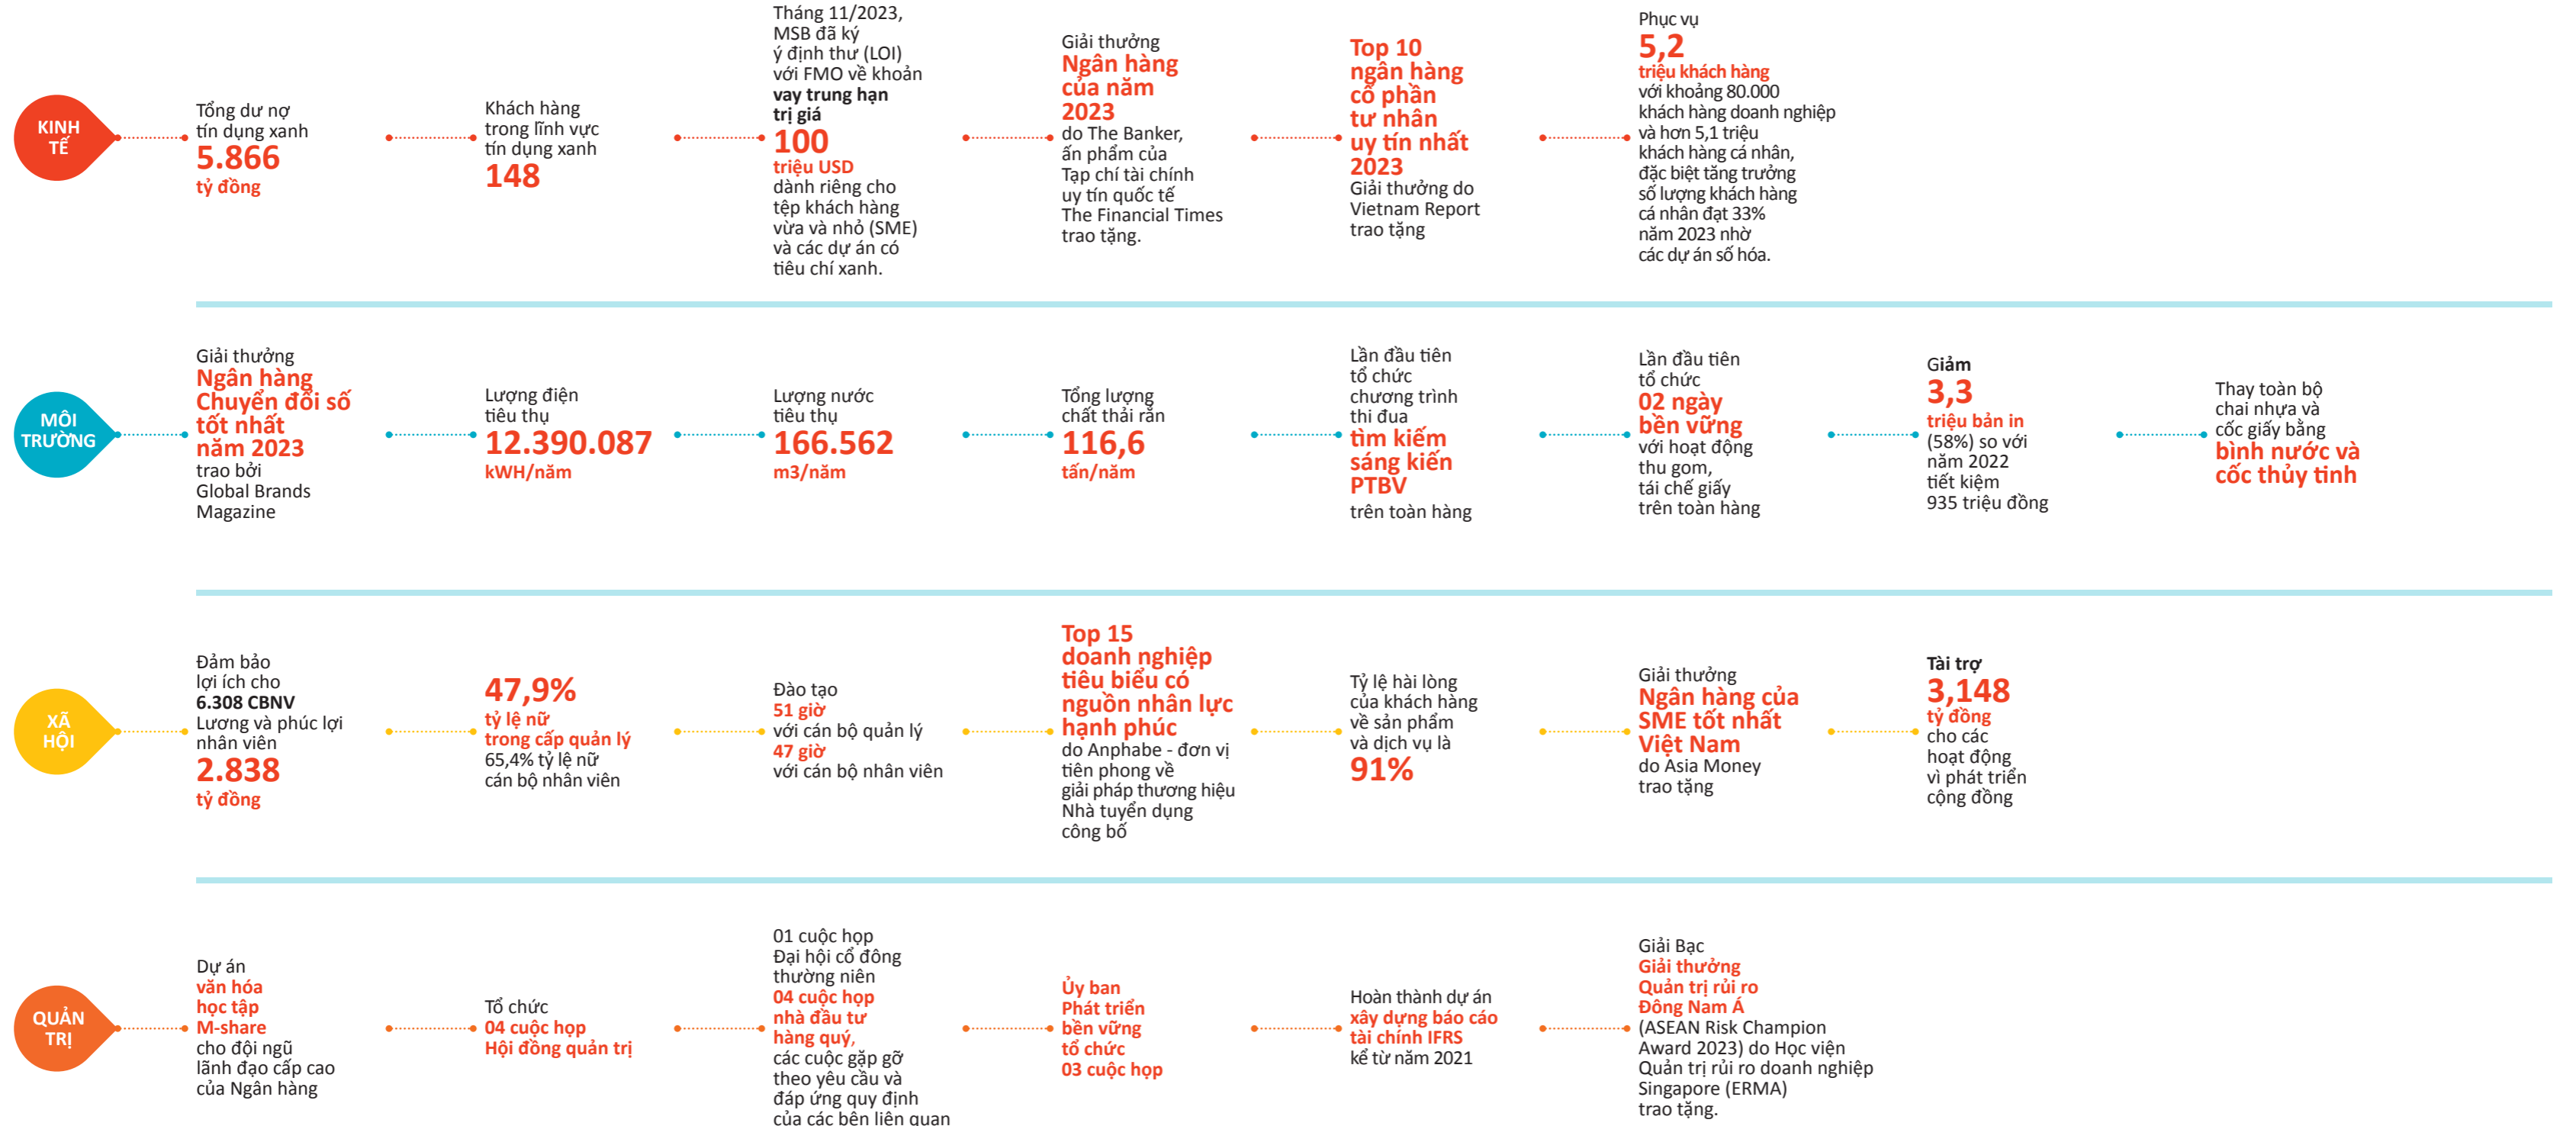 KINH
TẾ
Tổng dư nợ
tín dụng xanh
5.866
tỷ đồng
Khách hàng
trong lĩnh vực
tín dụng xanh
148
Tháng 11/2023,
MSB đã ký
ý định thư (LOI)
với FMO về khoản
vay trung hạn
trị giá
100
triệu USD
dành riêng cho
tệp khách hàng
vừa và nhỏ (SME)
và các dự án có
tiêu chí xanh.
Giải thưởng
Ngân hàng
của năm
2023
do The Banker,
ấn phẩm của
Tạp chí tài chính
uy tín quốc tế
The Financial Times
trao tặng.
Top 10
ngân hàng
cổ phần
tư nhân
uy tín nhất
2023
Giải thưởng do
Vietnam Report
trao tặng
Phục vụ
5,2
triệu khách hàng
với khoảng 80.000
khách hàng doanh nghiệp
và hơn 5,1 triệu
khách hàng cá nhân,
đặc biệt tăng trưởng
số lượng khách hàng
cá nhân đạt 33%
năm 2023 nhờ
các dự án số hóa.
MÔI
TRƯỜNG
Giải thưởng
Ngân hàng
Chuyển đổi số
tốt nhất
năm 2023
trao bởi
Global Brands
Magazine
Lượng điện
tiêu thụ
12.390.087
kWH/năm
Lượng nước
tiêu thụ
166.562
m3/năm
Tổng lượng
chất thải rắn
116,6
tấn/năm
Lần đầu tiên
tổ chức
chương trình
thi đua
tìm kiếm
sáng kiến
PTBV
trên toàn hàng
Lần đầu tiên
tổ chức
02 ngày
bền vững
với hoạt động
thu gom,
tái chế giấy
trên toàn hàng
Giảm
3,3
triệu bản in
(58%) so với
năm 2022
tiết kiệm
935 triệu đồng
Thay toàn bộ
chai nhựa và
cốc giấy bằng
bình nước và
cốc thủy tinh
XÃ
HỘI
Đảm bảo
lợi ích cho
6.308 CBNV
Lương và phúc lợi
nhân viên
2.838
tỷ đồng
47,9%
tỷ lệ nữ
trong cấp quản lý
65,4% tỷ lệ nữ
cán bộ nhân viên
Đào tạo
51 giờ
với cán bộ quản lý
47 giờ
với cán bộ nhân viên
Top 15
doanh nghiệp
tiêu biểu có
nguồn nhân lực
hạnh phúc
do Anphabe - đơn vị
tiên phong về
giải pháp thương hiệu
Nhà tuyển dụng
công bố
Tỷ lệ hài lòng
của khách hàng
về sản phẩm
và dịch vụ là
91%
Giải thưởng
Ngân hàng của
SME tốt nhất
Việt Nam
do Asia Money
trao tặng
Tài trợ
3,148
tỷ đồng
cho các
hoạt động
vì phát triển
cộng đồng
QUẢN
TRỊ
Dự án
văn hóa
học tập
M-share
cho đội ngũ
lãnh đạo cấp cao
của Ngân hàng
Tổ chức
04 cuộc họp
Hội đồng quản trị
01 cuộc họp
Đại hội cổ đông
thường niên
04 cuộc họp
nhà đầu tư
hàng quý,
các cuộc gặp gỡ
theo yêu cầu và
đáp ứng quy định
của các bên liên quan
Ủy ban
Phát triển
bền vững
tổ chức
03 cuộc họp
Hoàn thành dự án
xây dựng báo cáo
tài chính IFRS
kể từ năm 2021
Giải Bạc
Giải thưởng
Quản trị rủi ro
Đông Nam Á
(ASEAN Risk Champion
Award 2023) do Học viện
Quản trị rủi ro doanh nghiệp
Singapore (ERMA)
trao tặng.